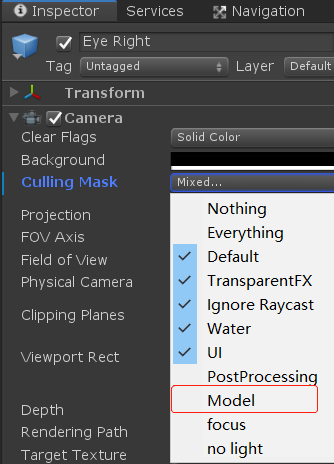 Inspector Services Navigation
Eye Right
Tag Untagged Layer Default
Transform
Camera
Clear Flags Solid Color
Background
Culling Mask Mixed...
Nothing
Projection
Everything
FOV Axis
Default
Field of View
TransparentFX
Physical Camera
Ignore Raycast
Clipping Planes
Water
Viewport Rect
UI
PostProcessing
Model
Depth
focus
Rendering Path
no light
Target Texture